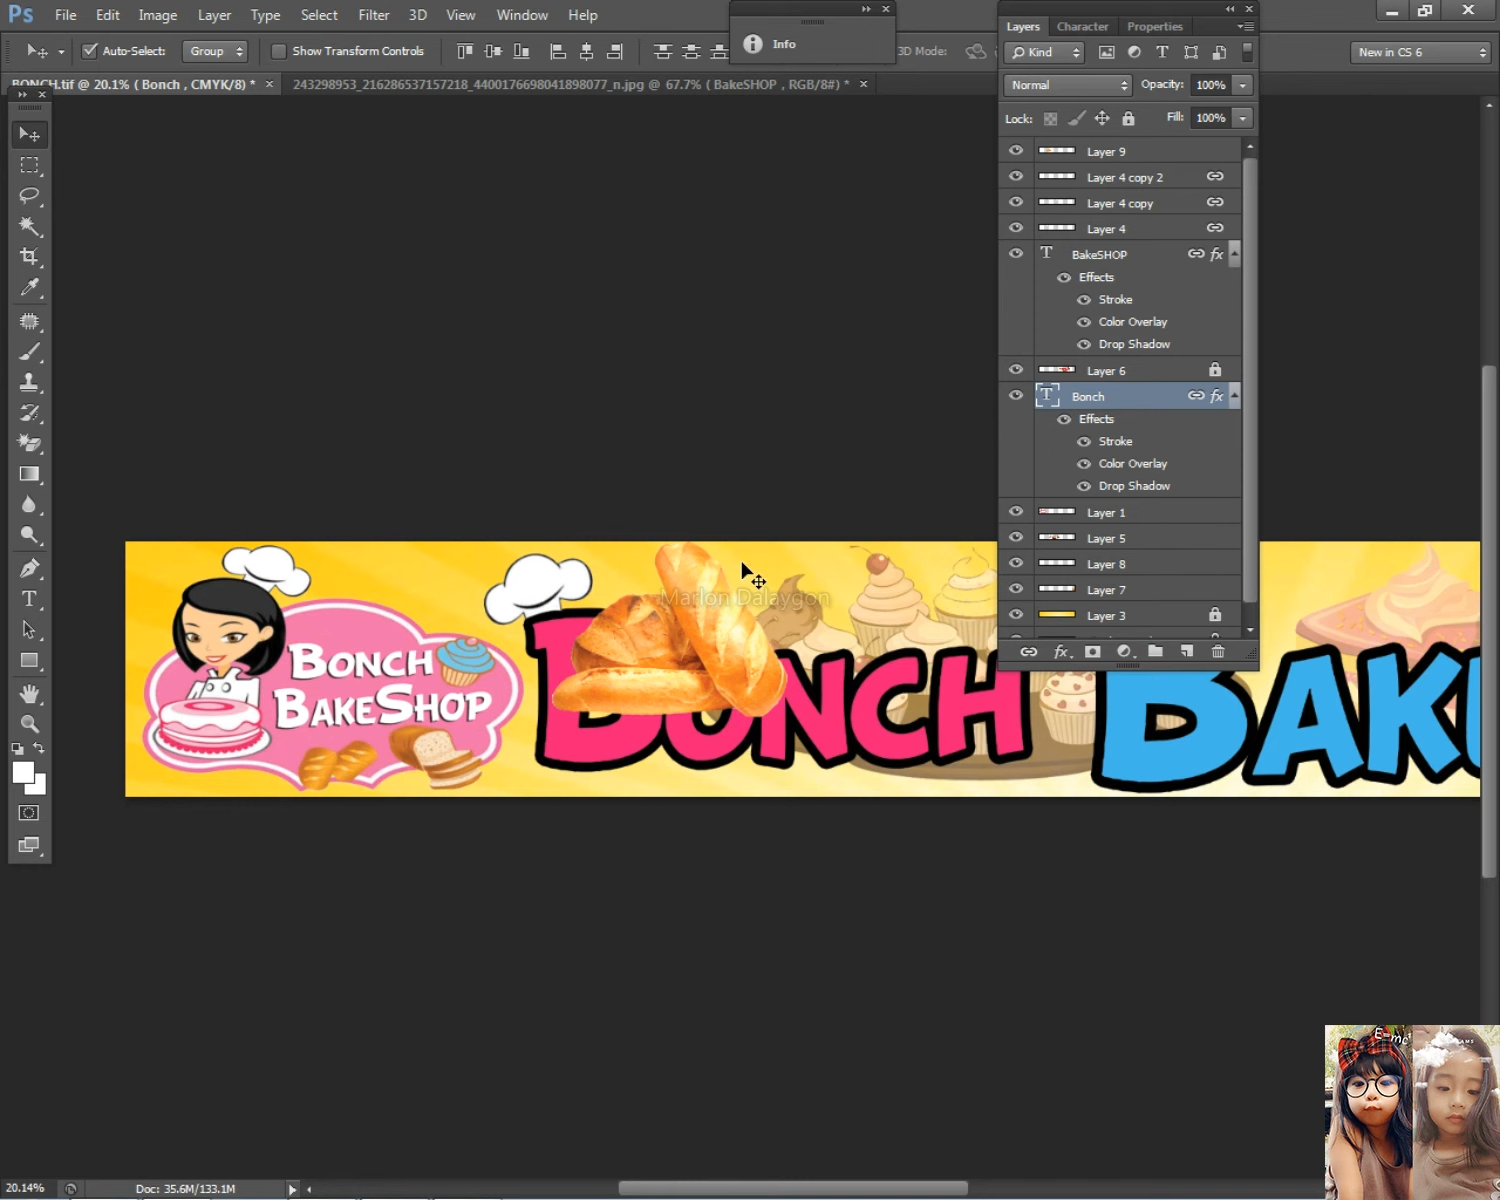 Ps File Edit Image Layer Type Select Filter 3D View Window Help
Auto-Select: Group Show Transform Controls
3D Mode:
New in CS 6
Info
BONCH.tif @ 20.1% ( Bonch , CMYK/8) * ×
243298953_216286537157218_4400176698041898077_n.jpg @ 67.7% ( BakeSHOP , RGB/8#) * ×
Layers Character Properties
Kind
Normal Opacity: 100%
Lock: Fill: 100%
Layer 9
Layer 4 copy 2
Layer 4 copy
Layer 4
T BakeSHOP fx
Effects
Stroke
Color Overlay
Drop Shadow
Layer 6
T Bonch fx
Effects
Stroke
Color Overlay
Drop Shadow
Layer 1
Layer 5
Layer 8
Layer 7
Layer 3
fx
Marlon Dalaygon
BONCH
BAKESHOP
BONCH BAK
E=mc²
20.14% Doc: 35.6M/133.1M